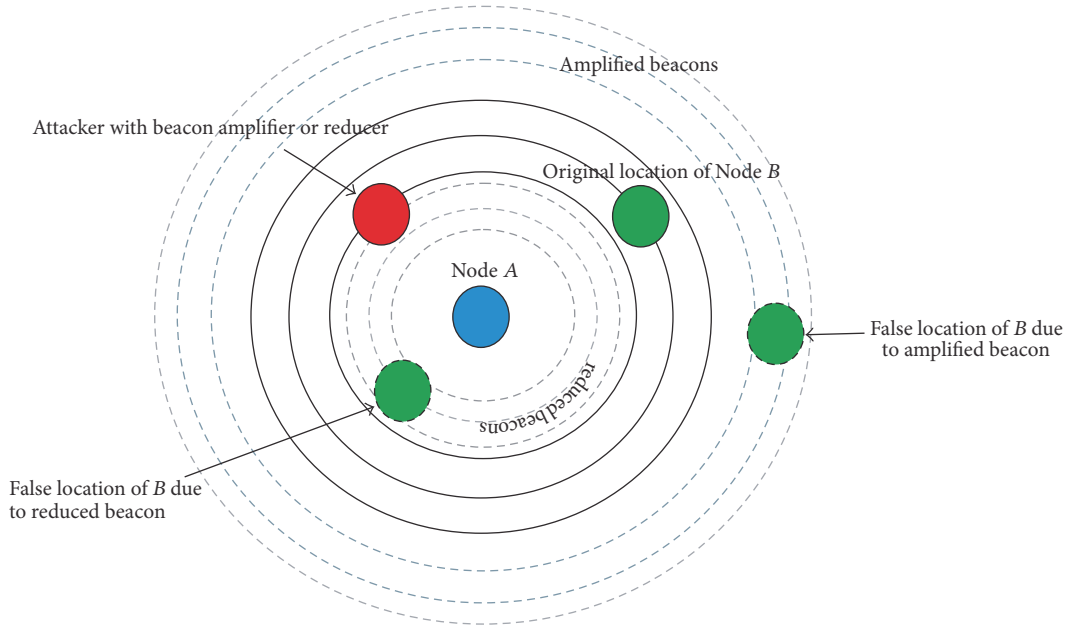 Amplified beacons
Attacker with beacon amplifier or reducer
Original location of Node B
Node A
False location of B due
to amplified beacon
reduced beacons
False location of B due
to reduced beacon